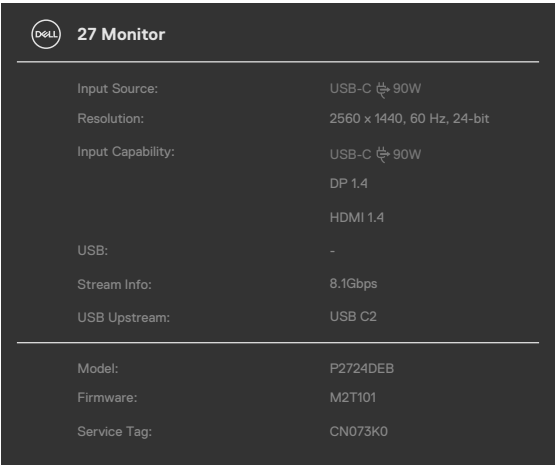 DELL 27 Monitor
Input Source: USB-C 90W
Resolution: 2560 x 1440, 60 Hz, 24-bit
Input Capability: USB-C 90W
DP 1.4
HDMI 1.4
USB: -
Stream Info: 8.1Gbps
USB Upstream: USB C2
Model: P2724DEB
Firmware: M2T101
Service Tag: CN073K0